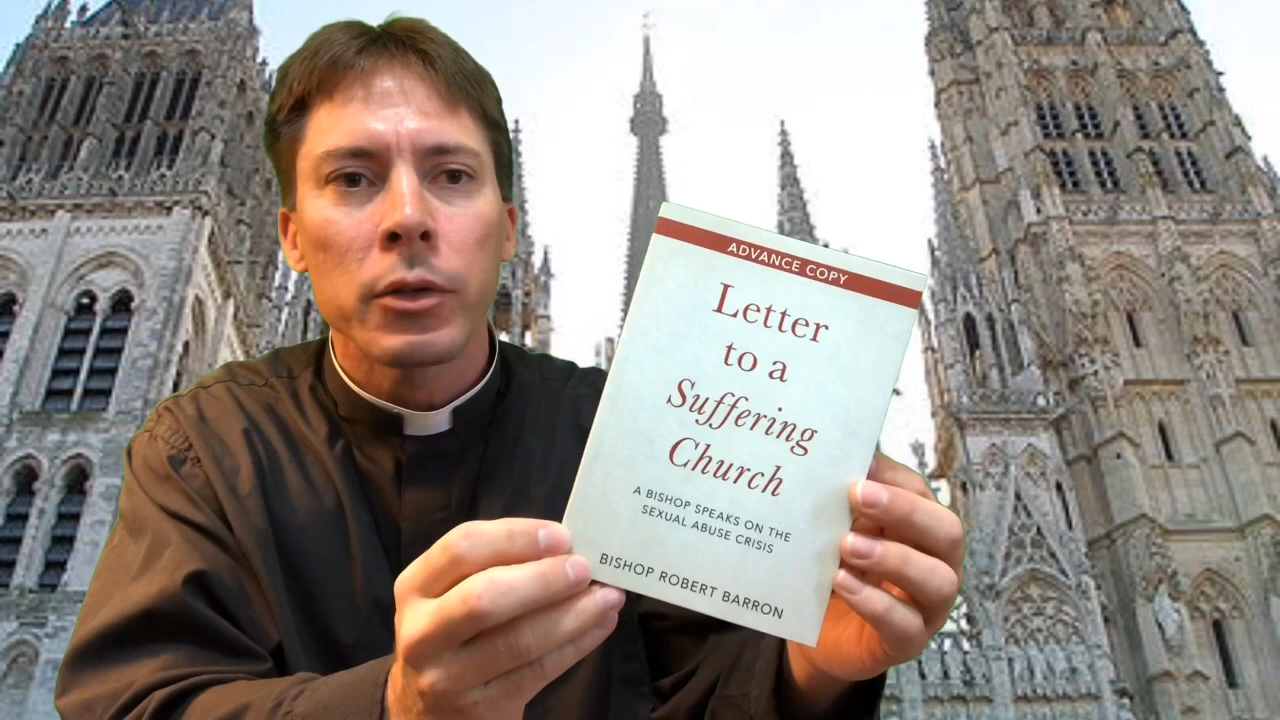 ADVANCE COPY
Letter
to a
Suffering
Church
A BISHOP SPEAKS ON THE
SEXUAL ABUSE CRISIS
BISHOP ROBERT BARRON